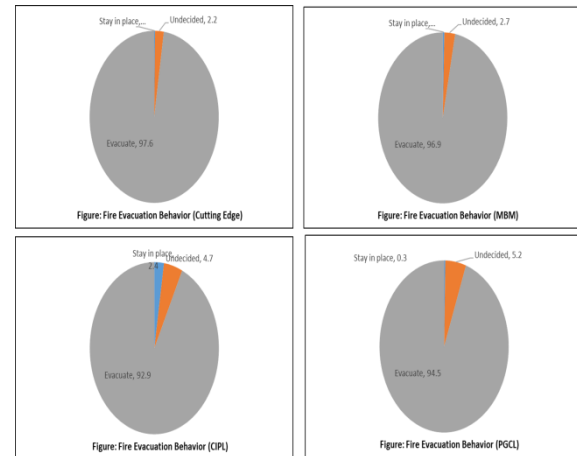 Stay in place,...
Undecided, 2.2
Evacuate, 97.6
Figure: Fire Evacuation Behavior (Cutting Edge)
Stay in place,...
Undecided, 2.7
Evacuate, 96.9
Figure: Fire Evacuation Behavior (MBM)
Stay in place,
2.4
Undecided, 4.7
Evacuate, 92.9
Figure: Fire Evacuation Behavior (CIPL)
Stay in place, 0.3
Undecided, 5.2
Evacuate, 94.5
Figure: Fire Evacuation Behavior (PGCL)